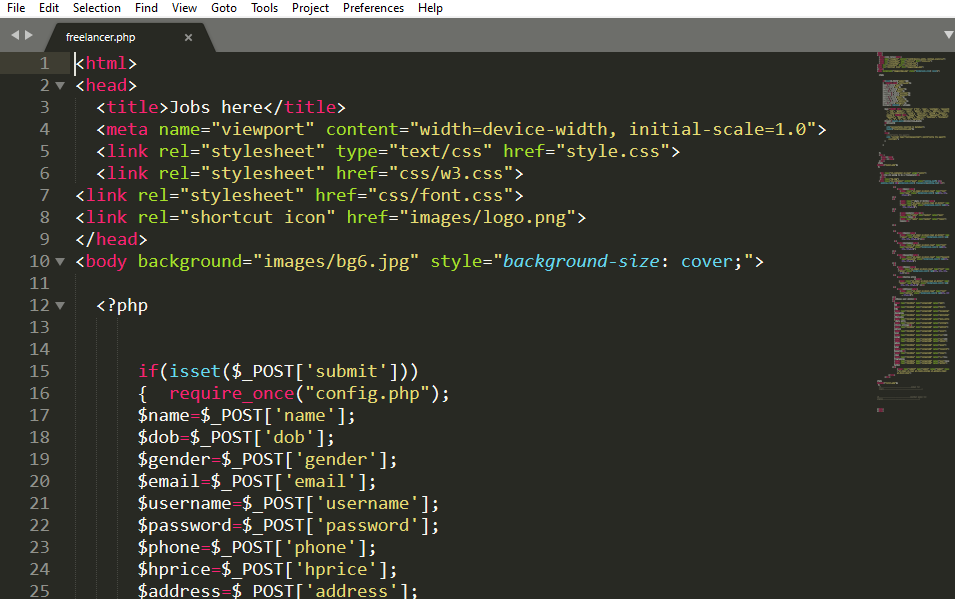 File Edit Selection Find View Goto Tools Project Preferences Help
freelancer.php ×
1 <html>
2 <head>
3 <title>Jobs here</title>
4 <meta name="viewport" content="width=device-width, initial-scale=1.0">
5 <link rel="stylesheet" type="text/css" href="style.css">
6 <link rel="stylesheet" href="css/w3.css">
7 <link rel="stylesheet"  href="css/font.css">
8 <link rel="shortcut icon" href="images/logo.png">
9 </head>
10 <body background="images/bg6.jpg" style="background-size: cover;">
11
12 <?php
13
14
15 if(isset($_POST['submit']))
16 {  require_once("config.php");
17 $name=$_POST['name'];
18 $dob=$_POST['dob'];
19 $gender=$_POST['gender'];
20 $email=$_POST['email'];
21 $username=$_POST['username'];
22 $password=$_POST['password'];
23 $phone=$_POST['phone'];
24 $hprice=$_POST['hprice'];
25 $address=$_POST['address'];